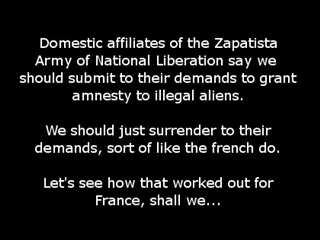 Domestic affiliates of the Zapatista
Army of National Liberation say we
should submit to their demands to grant
amnesty to illegal aliens.
We should just surrender to their
demands, sort of like the french do.
Let's see how that worked out for
France, shall we...